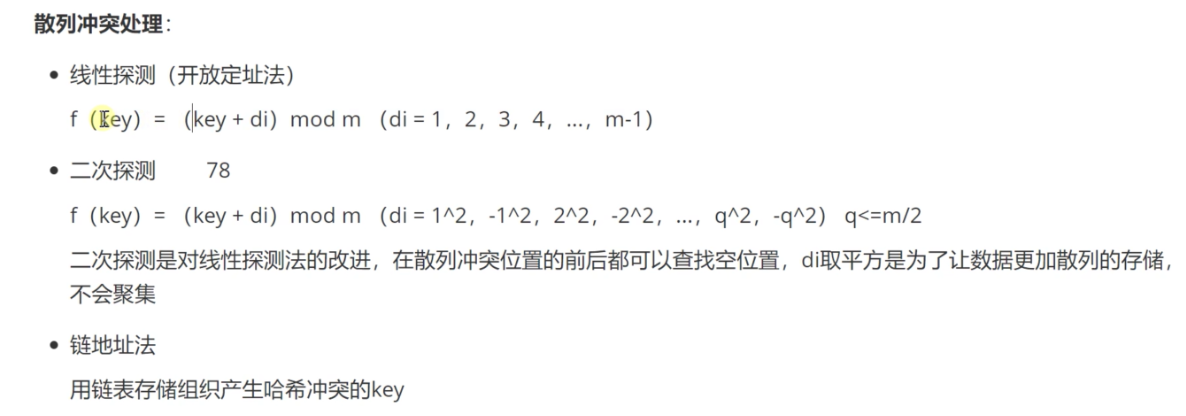 散列冲突处理：
• 线性探测（开放定址法）
f（key）=（key + di）mod m （di = 1，2，3，4，...，m-1）
• 二次探测 78
f（key）=（key + di）mod m （di = 1^2，-1^2，2^2，-2^2，...，q^2，-q^2） q<=m/2
二次探测是对线性探测法的改进，在散列冲突位置的前后都可以查找空位置，di取平方是为了让数据更加散列的存储，
不会聚集
• 链地址法
用链表存储组织产生哈希冲突的key